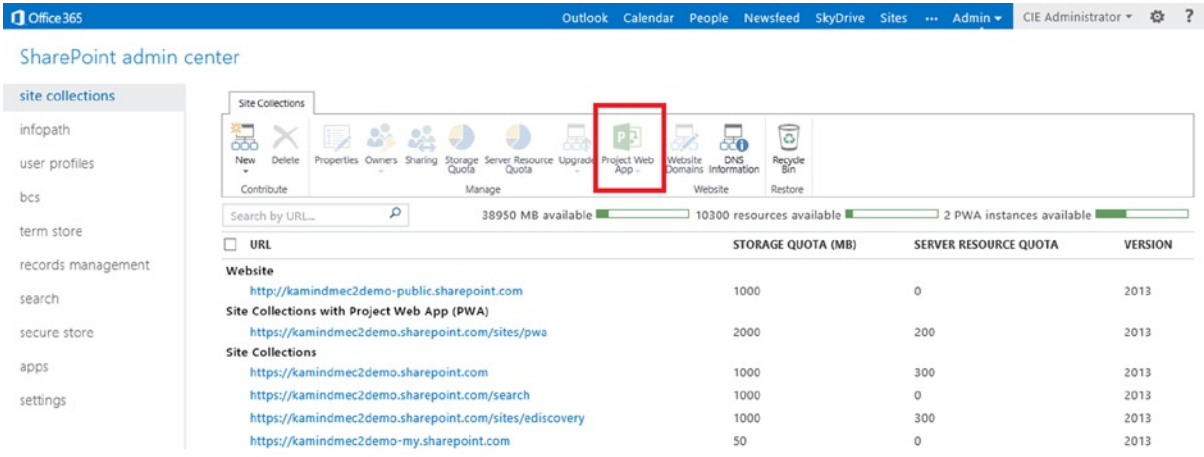 Office 365 Outlook Calendar People Newsfeed SkyDrive Sites ... Admin CIE Administrator ?
SharePoint admin center
site collections
infopath
user profiles
bcs
term store
records management
search
secure store
apps
settings
Site Collections
New Delete Properties Owners Sharing Storage Quota Server Resource Quota Upgrade Project Web App Website Domains DNS Information Recycle Bin
Contribute Manage Website Restore
Search by URL... 38950 MB available 10300 resources available 2 PWA instances available
URL STORAGE QUOTA (MB) SERVER RESOURCE QUOTA VERSION
Website
http://kamindmec2demo-public.sharepoint.com 1000 0 2013
Site Collections with Project Web App (PWA)
https://kamindmec2demo.sharepoint.com/sites/pwa 2000 200 2013
Site Collections
https://kamindmec2demo.sharepoint.com 1000 300 2013
https://kamindmec2demo.sharepoint.com/search 1000 0 2013
https://kamindmec2demo.sharepoint.com/sites/ediscovery 1000 300 2013
https://kamindmec2demo-my.sharepoint.com 50 0 2013